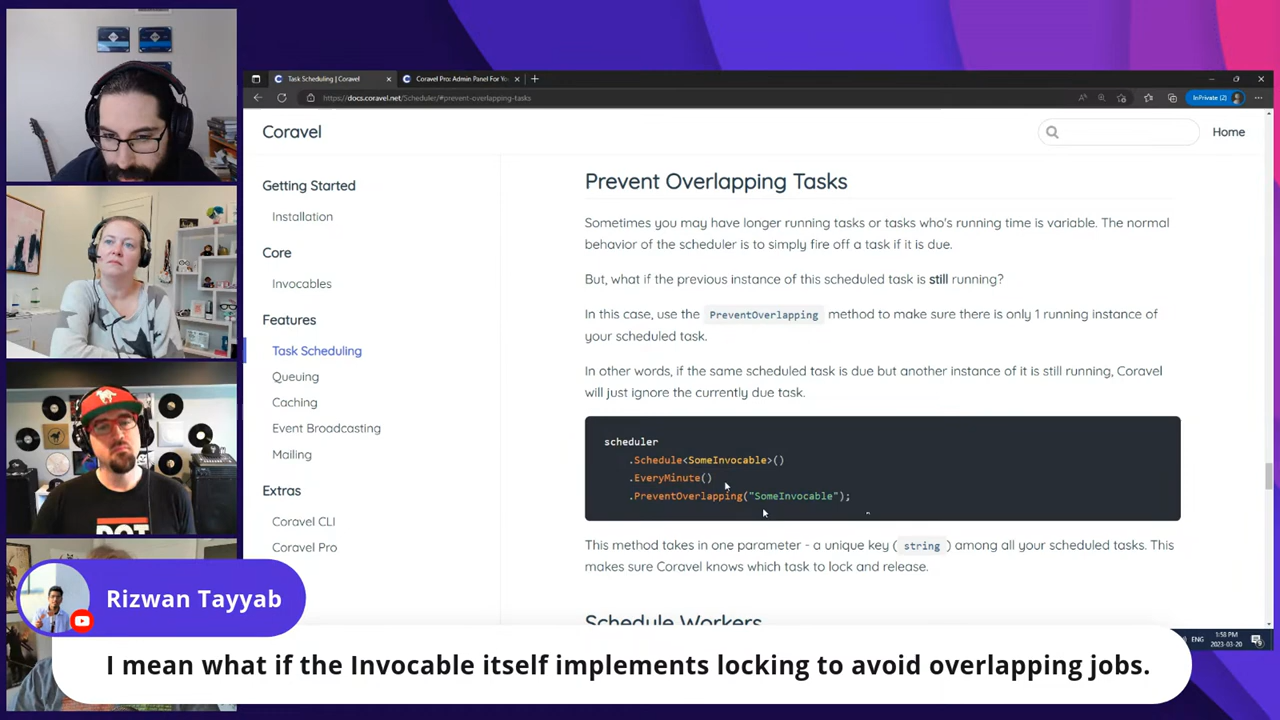 Task Scheduling | Coravel
Coravel Pro: Admin Panel For Yo
https://docs.coravel.net/Scheduler/#prevent-overlapping-tasks
InPrivate (2)
Coravel
Home
Getting Started
Installation
Core
Invocables
Features
Task Scheduling
Queuing
Caching
Event Broadcasting
Mailing
Extras
Coravel CLI
Coravel Pro
Prevent Overlapping Tasks
Sometimes you may have longer running tasks or tasks who's running time is variable. The normal
behavior of the scheduler is to simply fire off a task if it is due.
But, what if the previous instance of this scheduled task is still running?
In this case, use the PreventOverlapping method to make sure there is only 1 running instance of
your scheduled task.
In other words, if the same scheduled task is due but another instance of it is still running, Coravel
will just ignore the currently due task.
scheduler
.Schedule<SomeInvocable>()
.EveryMinute()
.PreventOverlapping("SomeInvocable");
This method takes in one parameter - a unique key ( string ) among all your scheduled tasks. This
makes sure Coravel knows which task to lock and release.
Schedule Workers
ENG
1:58 PM
2023-03-20
DOT
Rizwan Tayyab
I mean what if the Invocable itself implements locking to avoid overlapping jobs.